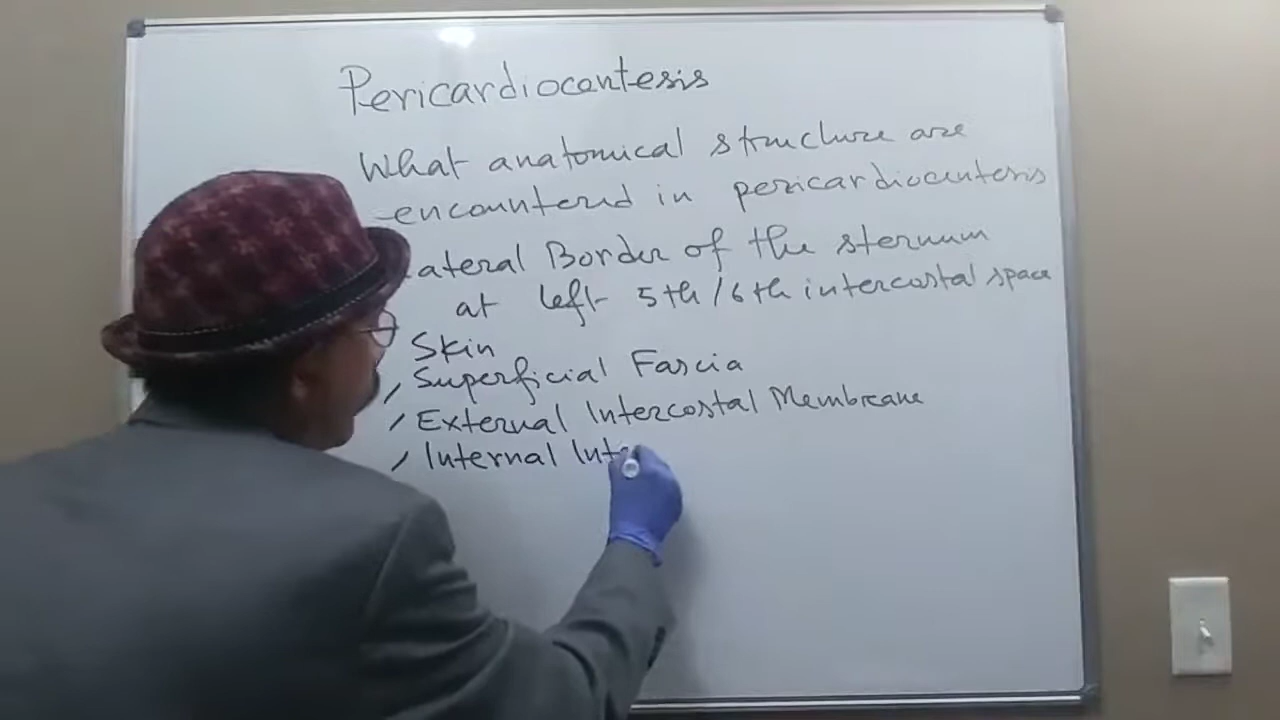 Pericardiocentesis
What anatomical structure are
encountered in pericardiocentesis
ateral Border of the sternum
at left 5th/6th intercostal space
Skin
, Superficial Fascia
, External Intercostal Membrane
, Internal Int